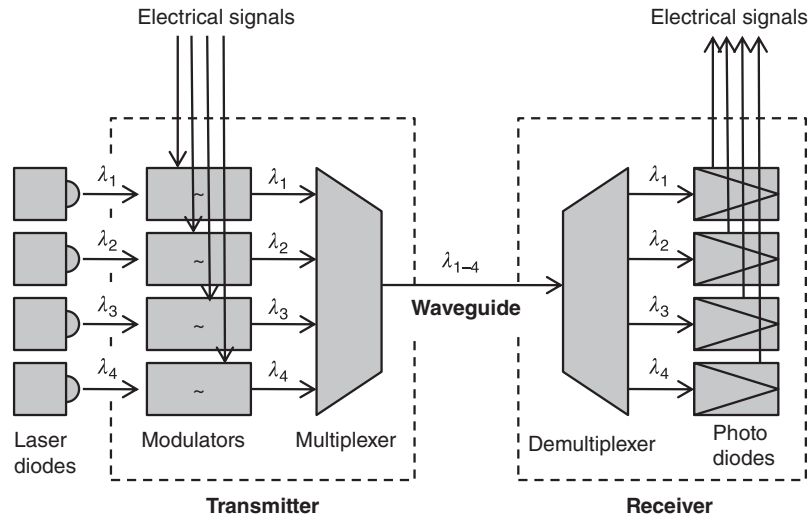 Electrical signals
Electrical signals
λ1
~
λ1
λ1
λ2
~
λ2
λ2
λ1–4
Waveguide
λ3
~
λ3
λ3
λ4
~
λ4
λ4
Laser
diodes
Modulators
Multiplexer
Demultiplexer
Photo
diodes
Transmitter
Receiver